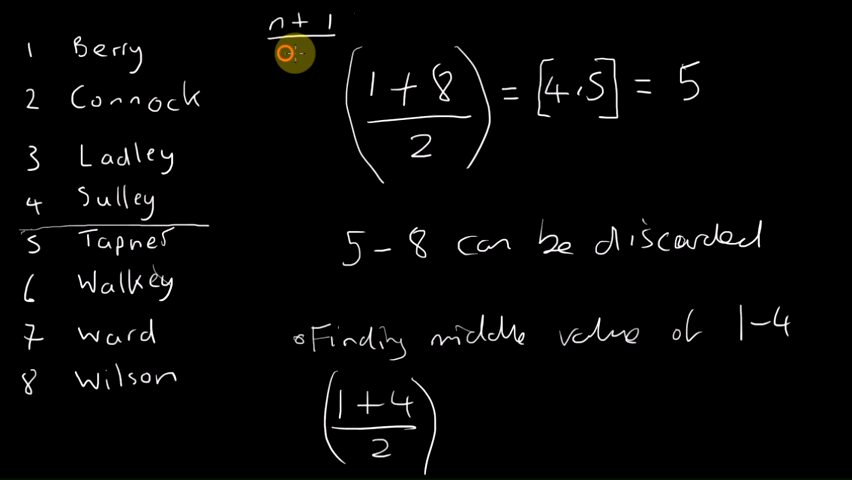 n + 1
1 Berry
2 Connock
3 Ladley
4 Sulley
5 Tapner
6 Walkey
7 Ward
8 Wilson
(1 + 8 / 2) = [4.5] = 5
5 - 8 can be discarded
• Finding middle value of 1-4
(1 + 4 / 2)